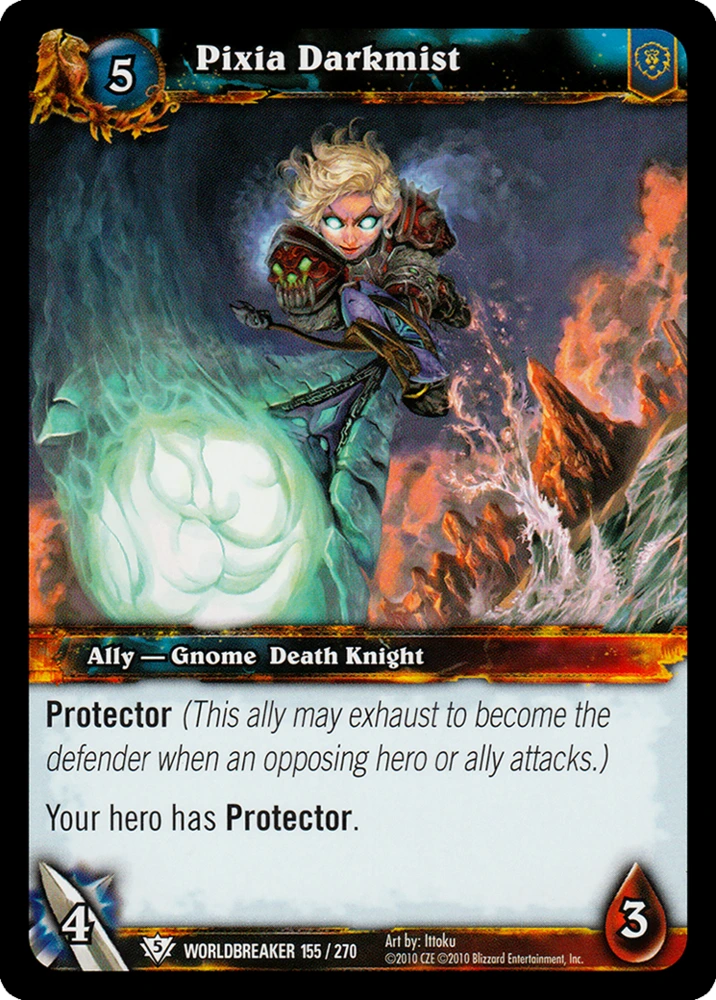 5
Pixia Darkmist
Ally — Gnome Death Knight
Protector (This ally may exhaust to become the
defender when an opposing hero or ally attacks.)
Your hero has Protector.
4
5
WORLDBREAKER 155 / 270
Art by: Ittoku
©2010 CZE ©2010 Blizzard Entertainment, Inc.
3